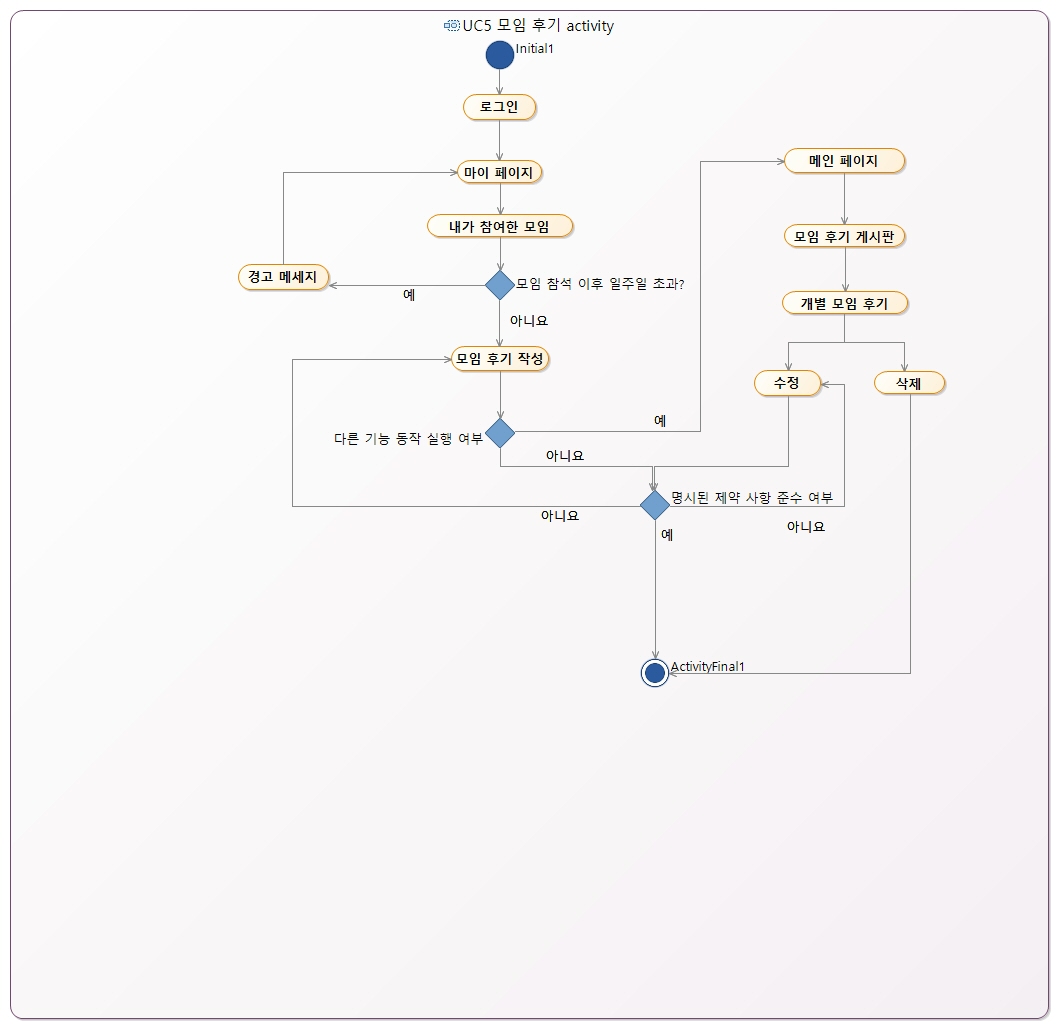 UC5 모임 후기 activity
Initial1
로그인
마이 페이지
메인 페이지
내가 참여한 모임
모임 후기 게시판
경고 메세지
모임 참석 이후 일주일 초과?
예
개별 모임 후기
아니요
모임 후기 작성
수정
삭제
예
다른 기능 동작 실행 여부
아니요
명시된 제약 사항 준수 여부
아니요
아니요
예
ActivityFinal1